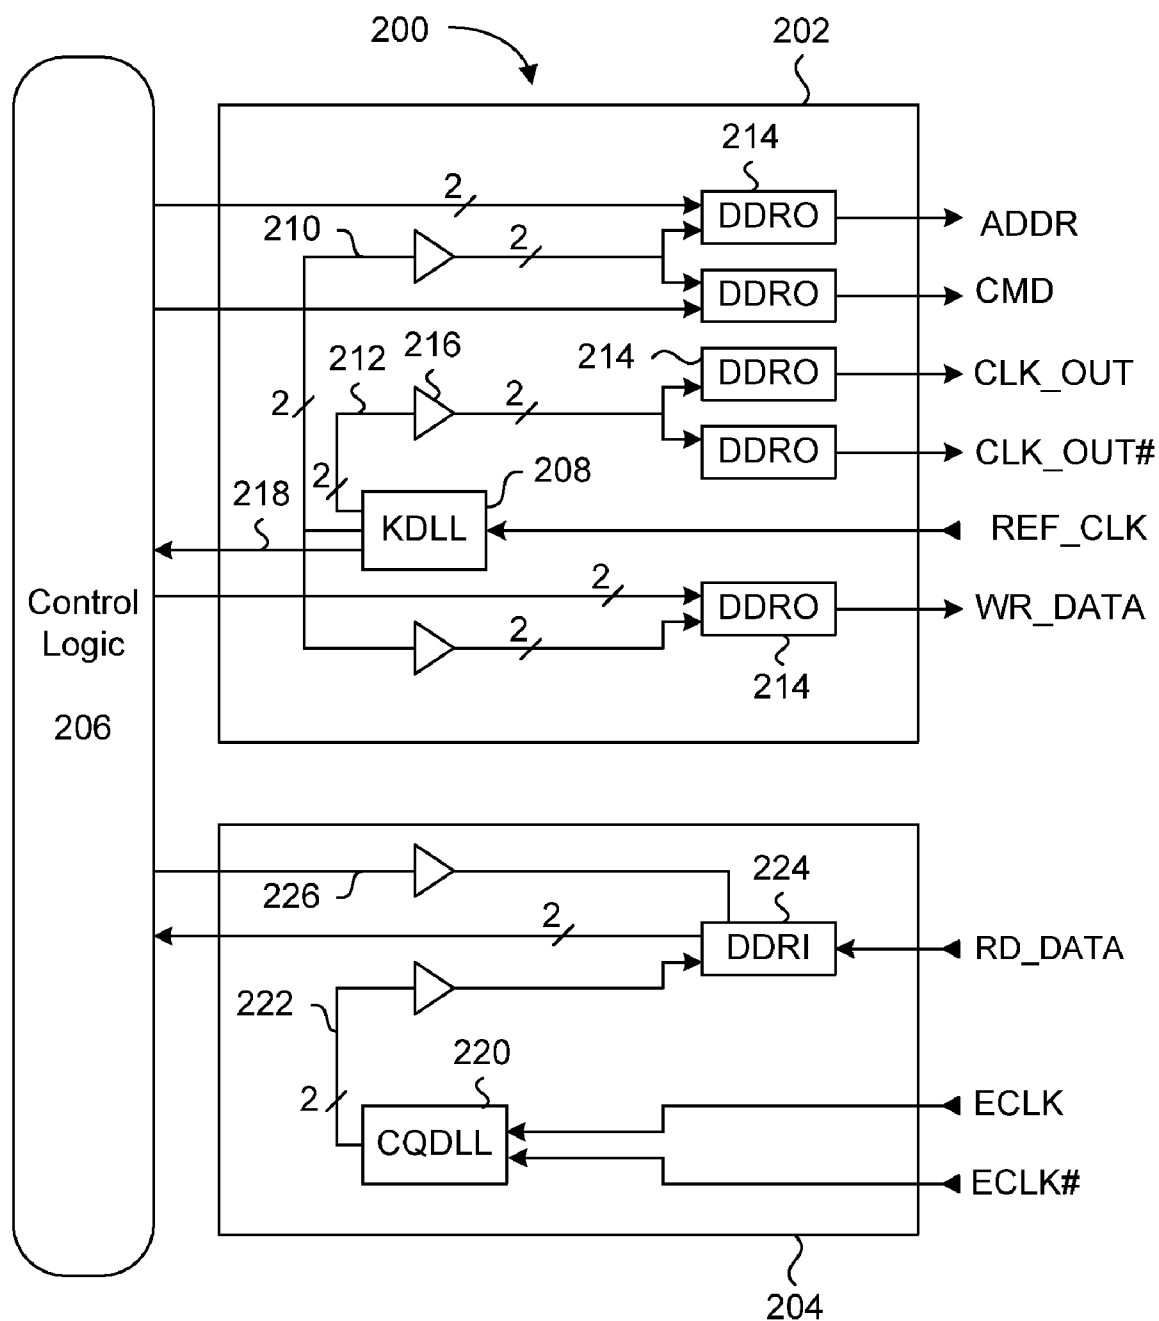 200
202
214
2
DDRO
ADDR
210
2
DDRO
CMD
212
216
214
DDRO
CLK_OUT
2
2
DDRO
CLK_OUT#
2
208
218
KDLL
REF_CLK
Control
Logic
206
2
DDRO
WR_DATA
2
214
224
226
2
DDRI
RD_DATA
222
220
2
ECLK
CQDLL
ECLK#
204